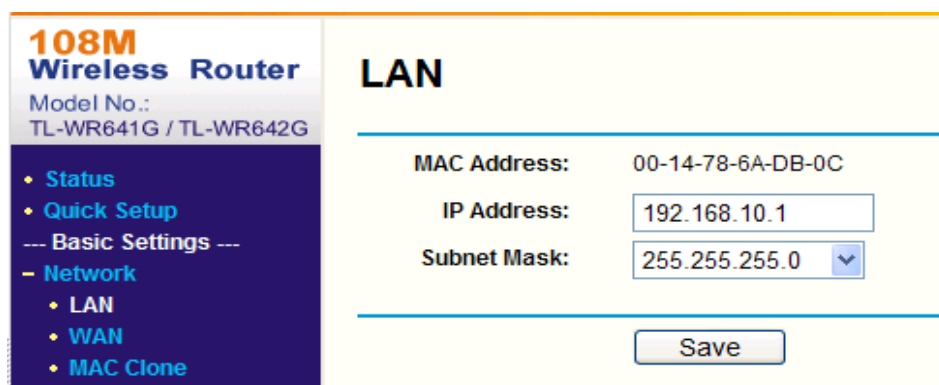 108M
Wireless Router
Model No.:
TL-WR641G / TL-WR642G
• Status
• Quick Setup
--- Basic Settings ---
– Network
• LAN
• WAN
• MAC Clone
LAN
MAC Address: 00-14-78-6A-DB-0C
IP Address: 192.168.10.1
Subnet Mask: 255.255.255.0
Save